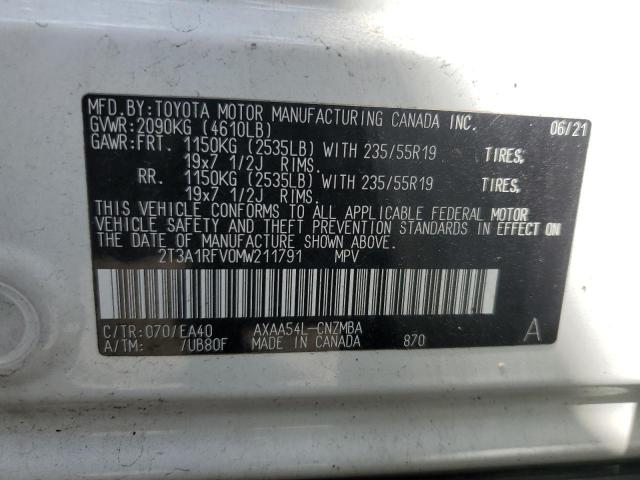 MFD.BY:TOYOTA MOTOR MANUFACTURING CANADA INC. 06/21
GVWR:2090KG (4610LB)
GAWR:FRT. 1150KG (2535LB) WITH 235/55R19 TIRES,
19x7 1/2J RIMS.
RR. 1150KG (2535LB) WITH 235/55R19 TIRES,
19x7 1/2J RIMS.
THIS VEHICLE CONFORMS TO ALL APPLICABLE FEDERAL MOTOR
VEHICLE SAFETY AND THEFT PREVENTION STANDARDS IN EFFECT ON
THE DATE OF MANUFACTURE SHOWN ABOVE.
2T3A1RFV0MW211791 MPV
C/TR:070/EA40 AXAA54L-CNZMBA A
A/TM: /UB80F MADE IN CANADA 870